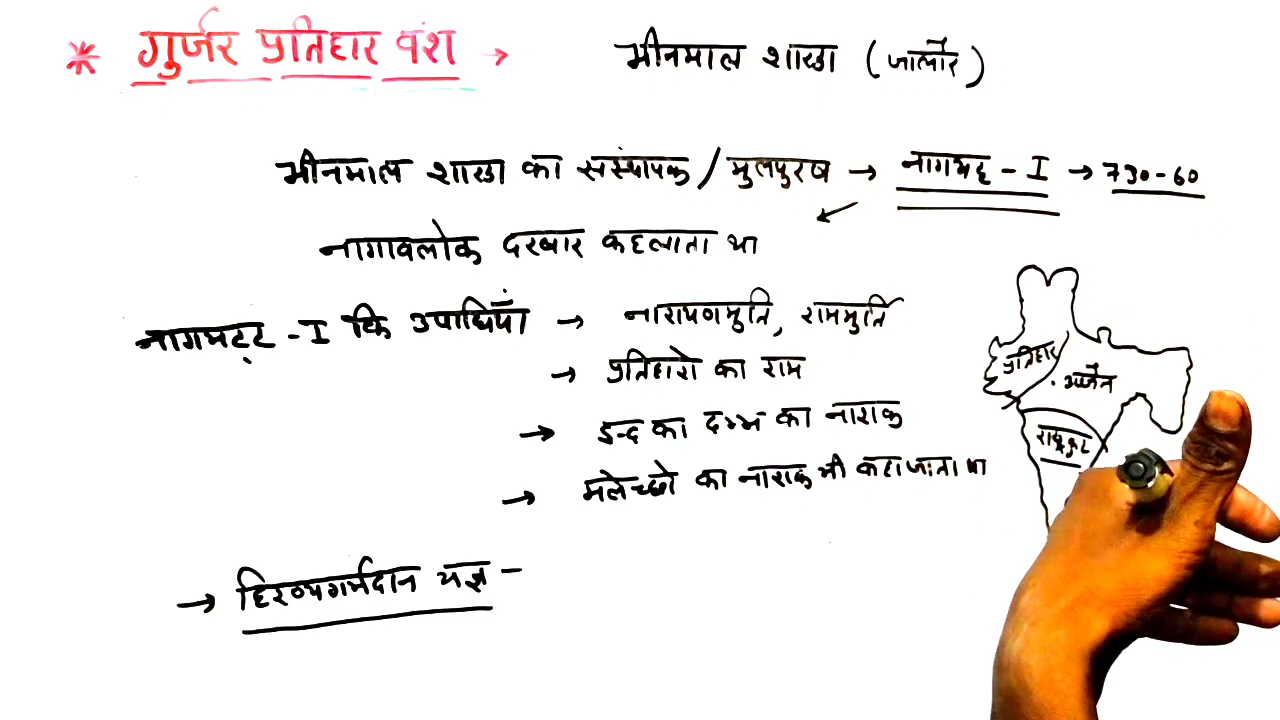 * गुर्जर प्रतिहार वंश → भीनमाल शाखा (जालौर)
भीनमाल शाखा का संस्थापक / मुलपुरुष → नागभट्ट - I → 730-60
नागावलोक दरबार कहलाता था
नागभट्ट - I कि उपाधियाँ → नारायणमुर्ति, राममुर्ति
→ प्रतिहारो का राम
→ इन्द्र का दम्भ का नाशक
→ मलेच्छो का नाशक भी कहा जाता था
→ हिरण्यगर्भदान यज्ञ -
प्रतिहार
उज्जैन
राष्ट्रकुट